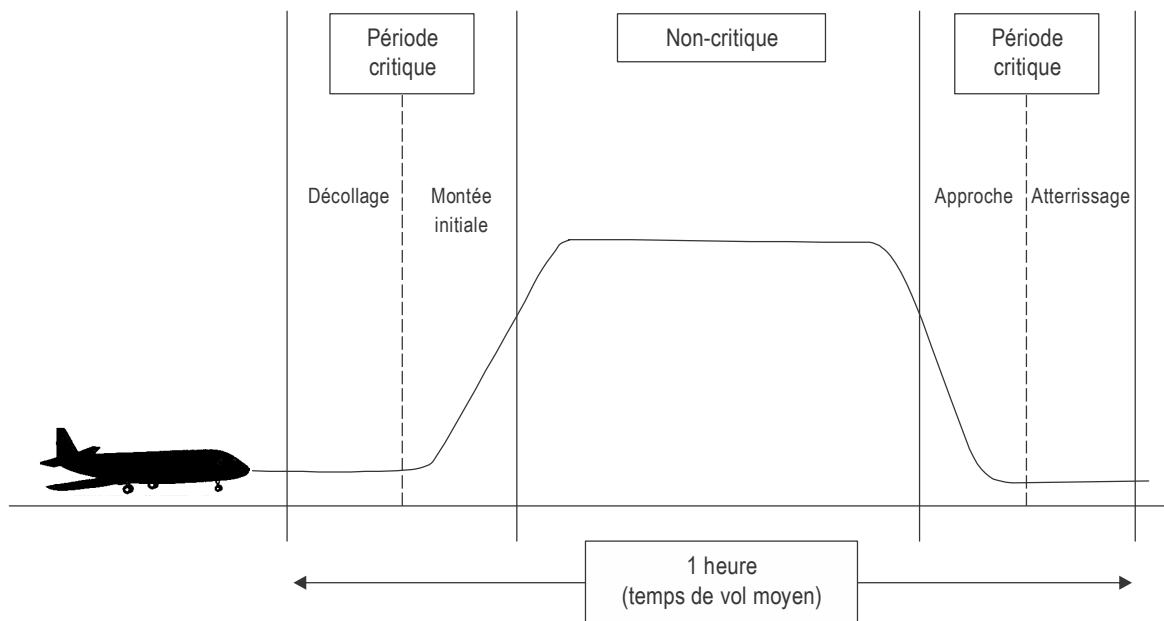 Période
critique
Non-critique
Période
critique
Décollage
Montée
initiale
Approche
Atterrissage
1 heure
(temps de vol moyen)